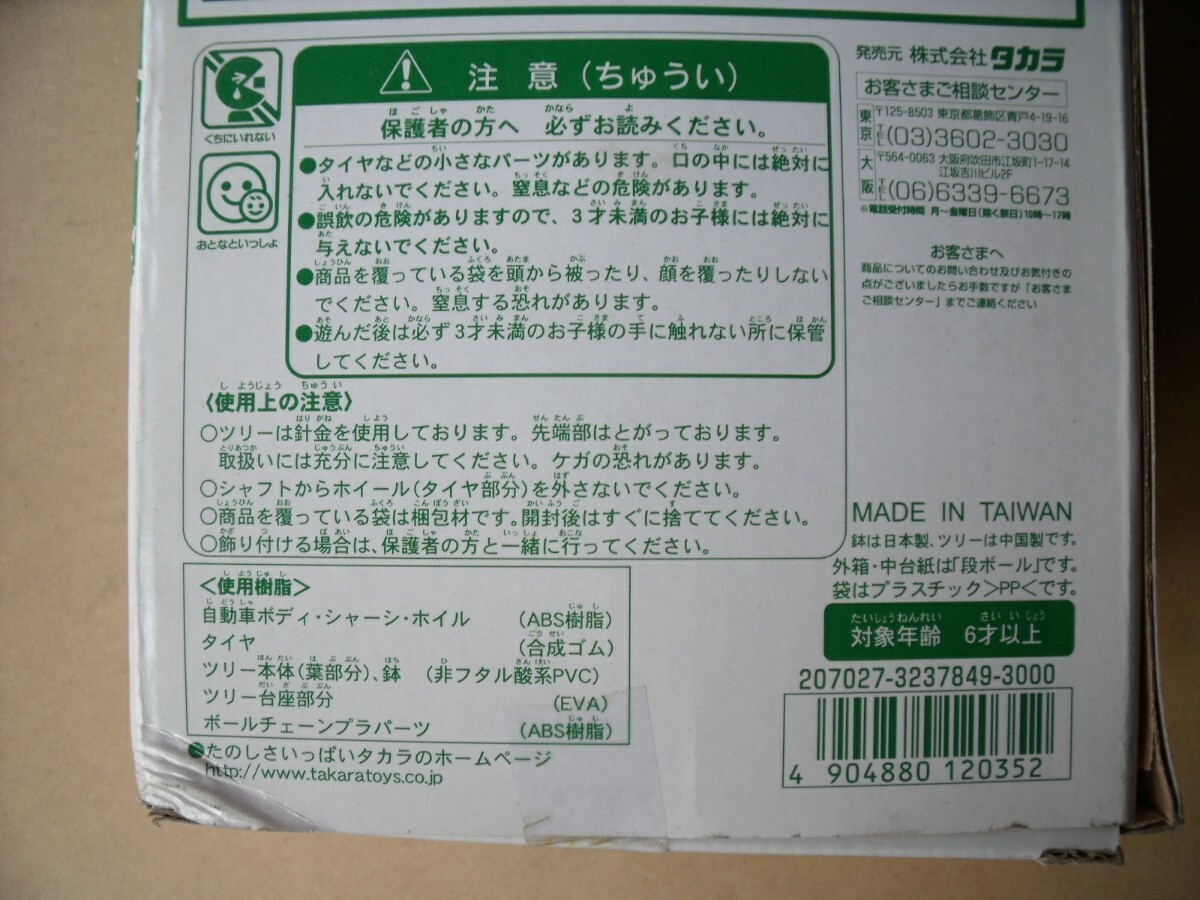 くちにいれない
おとなといっしょ
注 意 (ちゅうい)
保護者の方へ 必ずお読みください。
●タイヤなどの小さなパーツがあります。口の中には絶対に
入れないでください。窒息などの危険があります。
●誤飲の危険がありますので、3才未満のお子様には絶対に
与えないでください。
●商品を覆っている袋を頭から被ったり、顔を覆ったりしない
でください。窒息する恐れがあります。
●遊んだ後は必ず3才未満のお子様の手に触れない所に保管
してください。
〈使用上の注意〉
○ツリーは針金を使用しております。先端部はとがっております。
取扱いには充分に注意してください。ケガの恐れがあります。
○シャフトからホイール(タイヤ部分)を外さないでください。
○商品を覆っている袋は梱包材です。開封後はすぐに捨ててください。
○飾り付ける場合は、保護者の方と一緒に行ってください。
<使用樹脂>
自動車ボディ・シャーシ・ホイル (ABS樹脂)
タイヤ (合成ゴム)
ツリー本体(葉部分)、鉢 (非フタル酸系PVC)
ツリー台座部分 (EVA)
ボールチェーンプラパーツ (ABS樹脂)
●たのしさいっぱいタカラのホームページ
http://www.takaratoys.co.jp
発売元 株式会社 タカラ
お客さまご相談センター
東京 〒125-8503 東京都葛飾区青戸4-19-16
TEL (03)3602-3030
大阪 〒564-0063 大阪府吹田市江坂町1-17-14
江坂吉川ビル2F
TEL (06)6339-6673
※電話受付時間 月〜金曜日(除く祭日)10時〜17時
お客さまへ
商品についてのお問い合わせ及びお気付きの
点がございましたらお手数ですが「お客さま
ご相談センター」までご連絡ください
MADE IN TAIWAN
鉢は日本製、ツリーは中国製です。
外箱・中台紙は「段ボール」です。
袋はプラスチック>PP<です。
対象年齢 6才以上
207027-3237849-3000
4 904880 120352